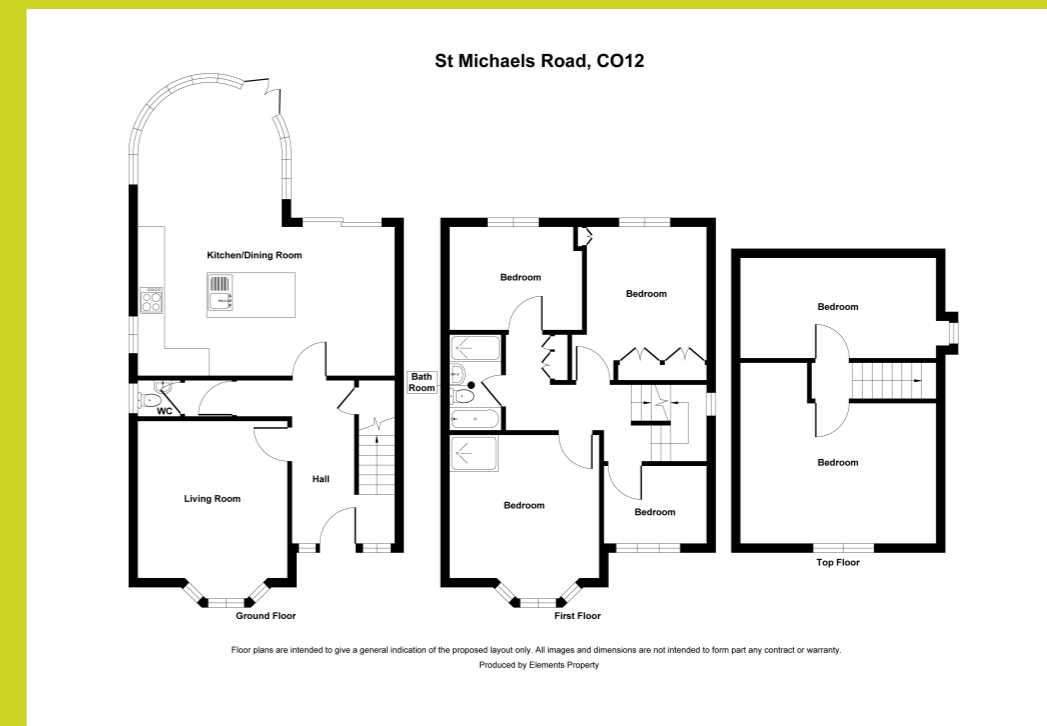 St Michaels Road, CO12
Kitchen/Dining Room
WC
Living Room
Hall
Ground Floor
Bedroom
Bedroom
Bath
Room
Bedroom
Bedroom
First Floor
Bedroom
Bedroom
Top Floor
Floor plans are intended to give a general indication of the proposed layout only. All images and dimensions are not intended to form part any contract or warranty.
Produced by Elements Property